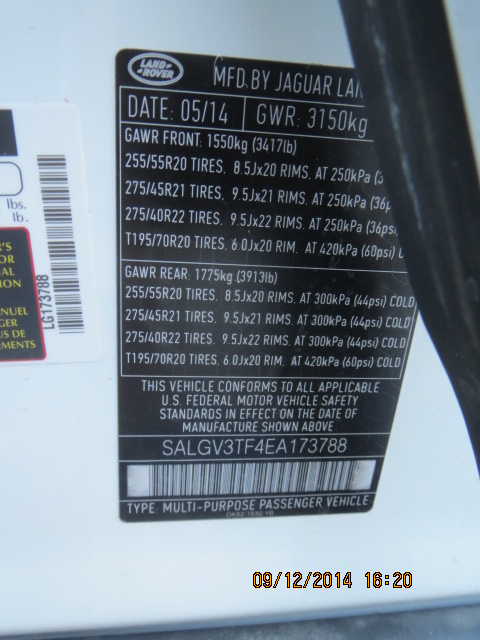 LAND
ROVER
MFD.BY JAGUAR LAN
DATE: 05/14 GWR: 3150kg
GAWR FRONT: 1550kg (3417lb)
255/55R20 TIRES. 8.5Jx20 RIMS. AT 250kPa
275/45R21 TIRES. 9.5Jx21 RIMS. AT 250kPa (36p
275/40R22 TIRES. 9.5Jx22 RIMS. AT 250kPa (36psi)
T195/70R20 TIRES. 6.0Jx20 RIM. AT 420kPa (60psi)
GAWR REAR: 1775kg (3913lb)
255/55R20 TIRES. 8.5Jx20 RIMS. AT 300kPa (44psi) COLD
275/45R21 TIRES. 9.5Jx21 RIMS. AT 300kPa (44psi) COLD
275/40R22 TIRES. 9.5Jx22 RIMS. AT 300kPa (44psi) COLD
T195/70R20 TIRES. 6.0Jx20 RIM. AT 420kPa (60psi) COLD
THIS VEHICLE CONFORMS TO ALL APPLICABLE
U.S. FEDERAL MOTOR VEHICLE SAFETY
STANDARDS IN EFFECT ON THE DATE OF
MANUFACTURE SHOWN ABOVE
SALGV3TF4EA173788
TYPE: MULTI-PURPOSE PASSENGER VEHICLE
lbs.
lb.
LG173788
09/12/2014 16:20